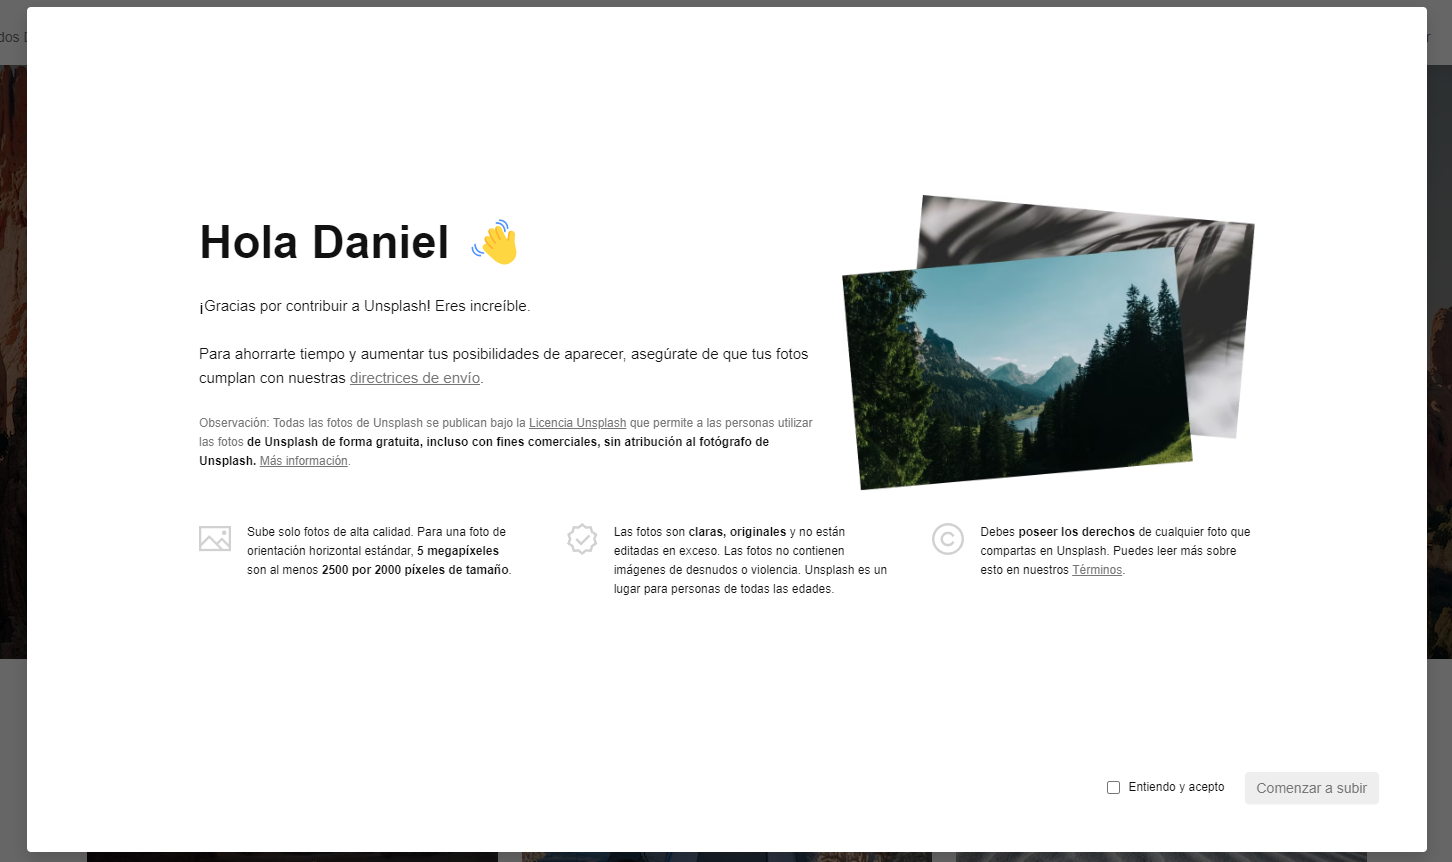 Hola Daniel
¡Gracias por contribuir a Unsplash! Eres increíble.
Para ahorrarte tiempo y aumentar tus posibilidades de aparecer, asegúrate de que tus fotos
cumplan con nuestras directrices de envío.
Observación: Todas las fotos de Unsplash se publican bajo la Licencia Unsplash que permite a las personas utilizar
las fotos de Unsplash de forma gratuita, incluso con fines comerciales, sin atribución al fotógrafo de
Unsplash. Más información.
Sube solo fotos de alta calidad. Para una foto de
orientación horizontal estándar, 5 megapíxeles
son al menos 2500 por 2000 píxeles de tamaño.
Las fotos son claras, originales y no están
editadas en exceso. Las fotos no contienen
imágenes de desnudos o violencia. Unsplash es un
lugar para personas de todas las edades.
Debes poseer los derechos de cualquier foto que
compartas en Unsplash. Puedes leer más sobre
esto en nuestros Términos.
Entiendo y acepto
Comenzar a subir